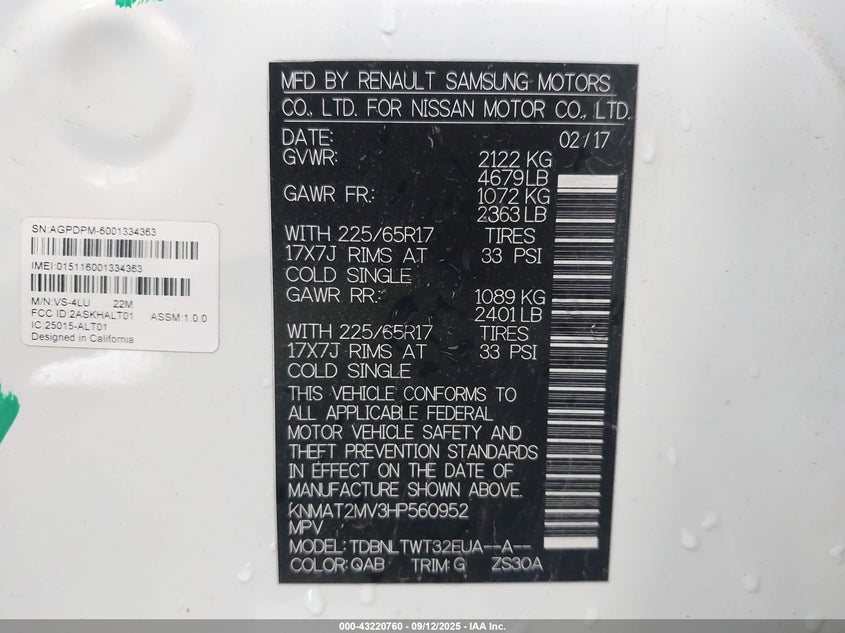 MFD BY RENAULT SAMSUNG MOTORS
CO., LTD. FOR NISSAN MOTOR CO., LTD.
DATE: 02/17
GVWR: 2122 KG
4679LB
GAWR FR: 1072 KG
2363 LB
WITH 225/65R17 TIRES
17X7J RIMS AT 33 PSI
COLD SINGLE
GAWR RR: 1089 KG
2401 LB
WITH 225/65R17 TIRES
17X7J RIMS AT 33 PSI
COLD SINGLE
THIS VEHICLE CONFORMS TO
ALL APPLICABLE FEDERAL
MOTOR VEHICLE SAFETY AND
THEFT PREVENTION STANDARDS
IN EFFECT ON THE DATE OF
MANUFACTURE SHOWN ABOVE.
KNMAT2MV3HP560952
MPV
MODEL: TDBNLTWT32EUA--A--
COLOR: QAB TRIM: G ZS30A
SN:AGPDPM-6001334363
IMEI:015116001334363
M/N:VS-4LU 22M
FCC ID:2ASKHALT01 ASSM:1.0.0
IC:25015-ALT01
Designed in California
000-43220760 - 09/12/2025 - IAA Inc.